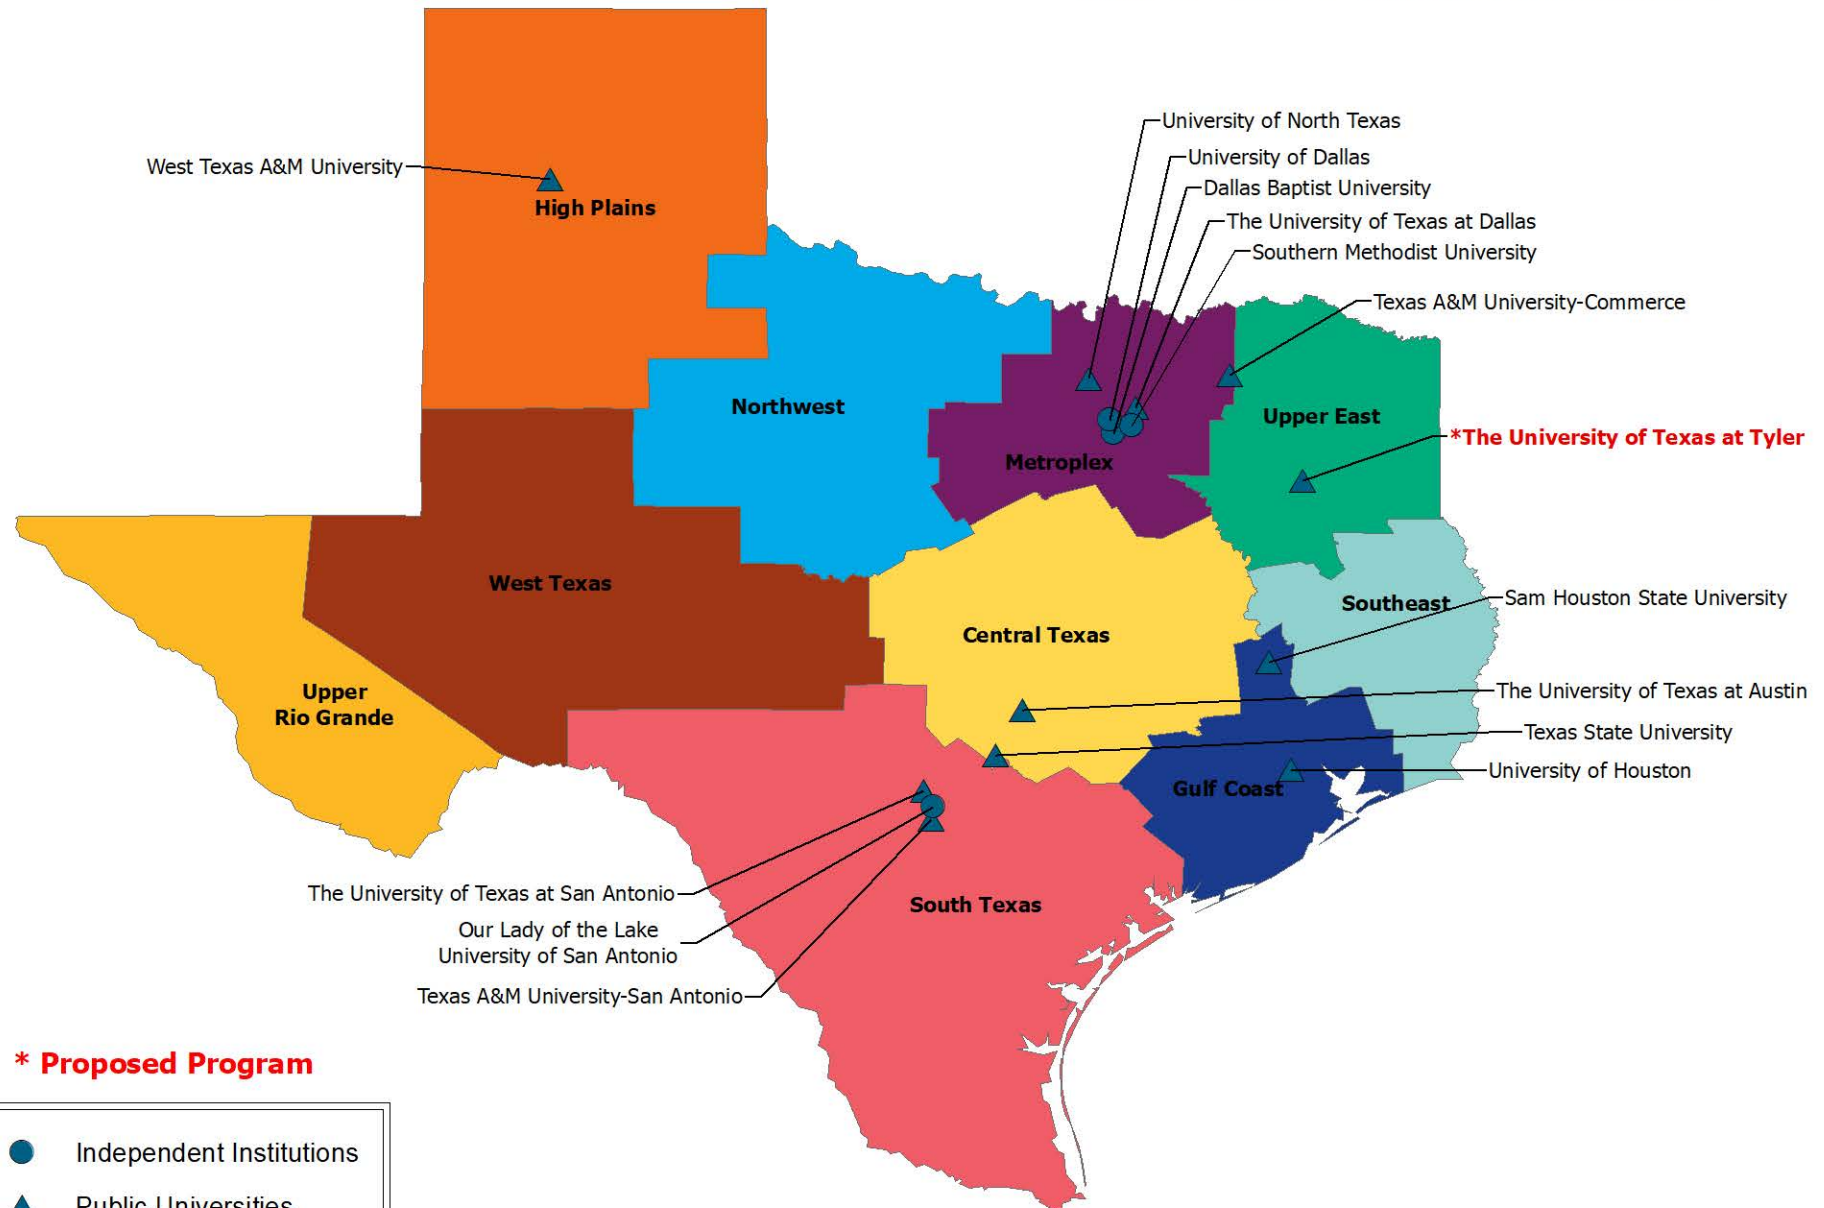 University of North Texas
University of Dallas
West Texas A&M University
Dallas Baptist University
High Plains
The University of Texas at Dallas
Southern Methodist University
Texas A&M University-Commerce
Northwest
Upper East
*The University of Texas at Tyler
Metroplex
West Texas
Southeast
Sam Houston State University
Central Texas
Upper
Rio Grande
The University of Texas at Austin
Texas State University
University of Houston
Gulf Coast
The University of Texas at San Antonio
South Texas
Our Lady of the Lake
University of San Antonio
Texas A&M University-San Antonio
* Proposed Program
Independent Institutions
Public Universities